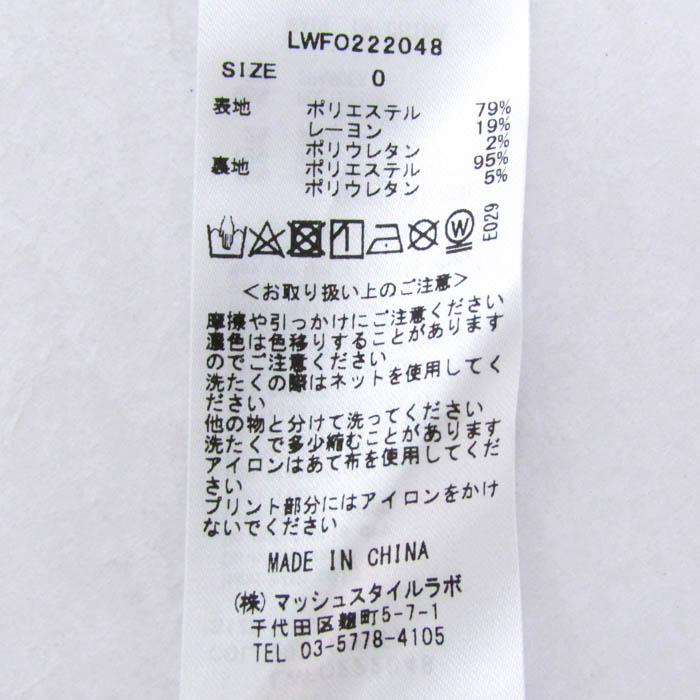 LWFO222048
SIZE 0
表地 ポリエステル 79%
レーヨン 19%
ポリウレタン 2%
裏地 ポリエステル 95%
ポリウレタン 5%
W E029
<お取り扱い上のご注意>
摩擦や引っかけにご注意ください
濃色は色移りすることがあります
のでご注意ください
洗たくの際はネットを使用してく
ださい
他の物と分けて洗ってください
洗たくで多少縮むことがあります
アイロンはあて布を使用してくだ
さい
プリント部分にはアイロンをかけ
ないでください
MADE IN CHINA
(株)マッシュスタイルラボ
千代田区麹町5-7-1
TEL 03-5778-4105
LWFO222048